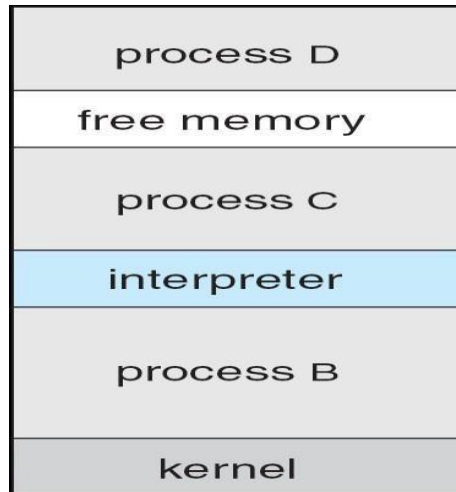 process D
free memory
process C
interpreter
process B
kernel